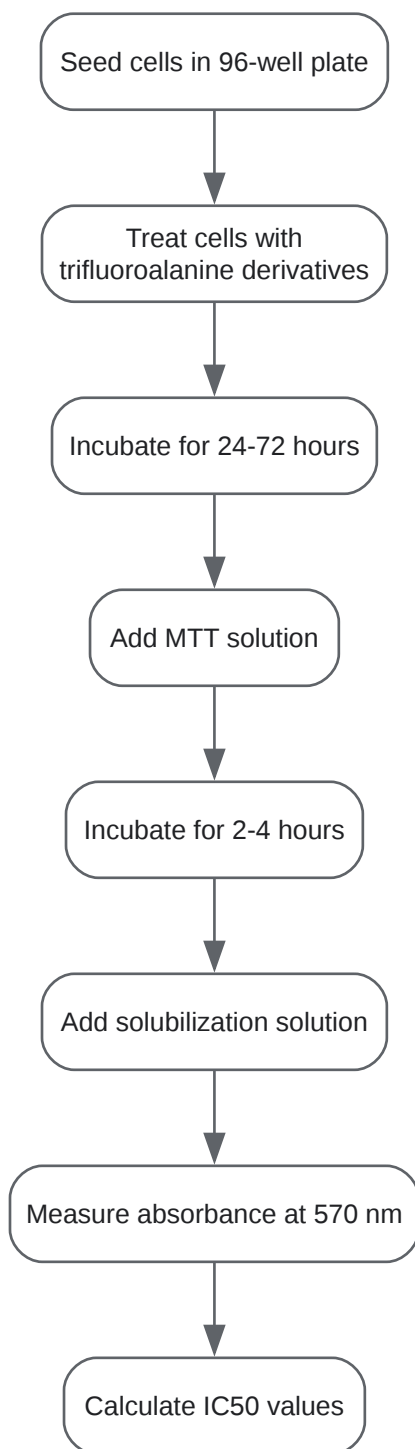 Seed cells in 96-well plate
Treat cells with
trifluoroalanine derivatives
Incubate for 24-72 hours
Add MTT solution
Incubate for 2-4 hours
Add solubilization solution
Measure absorbance at 570 nm
Calculate IC50 values